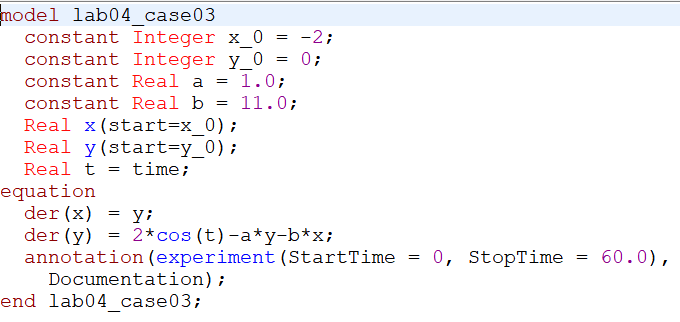 model lab04_case03
  constant Integer x_0 = -2;
  constant Integer y_0 = 0;
  constant Real a = 1.0;
  constant Real b = 11.0;
  Real x(start=x_0);
  Real y(start=y_0);
  Real t = time;
equation
  der(x) = y;
  der(y) = 2*cos(t)-a*y-b*x;
  annotation(experiment(StartTime = 0, StopTime = 60.0),
    Documentation);
end lab04_case03;